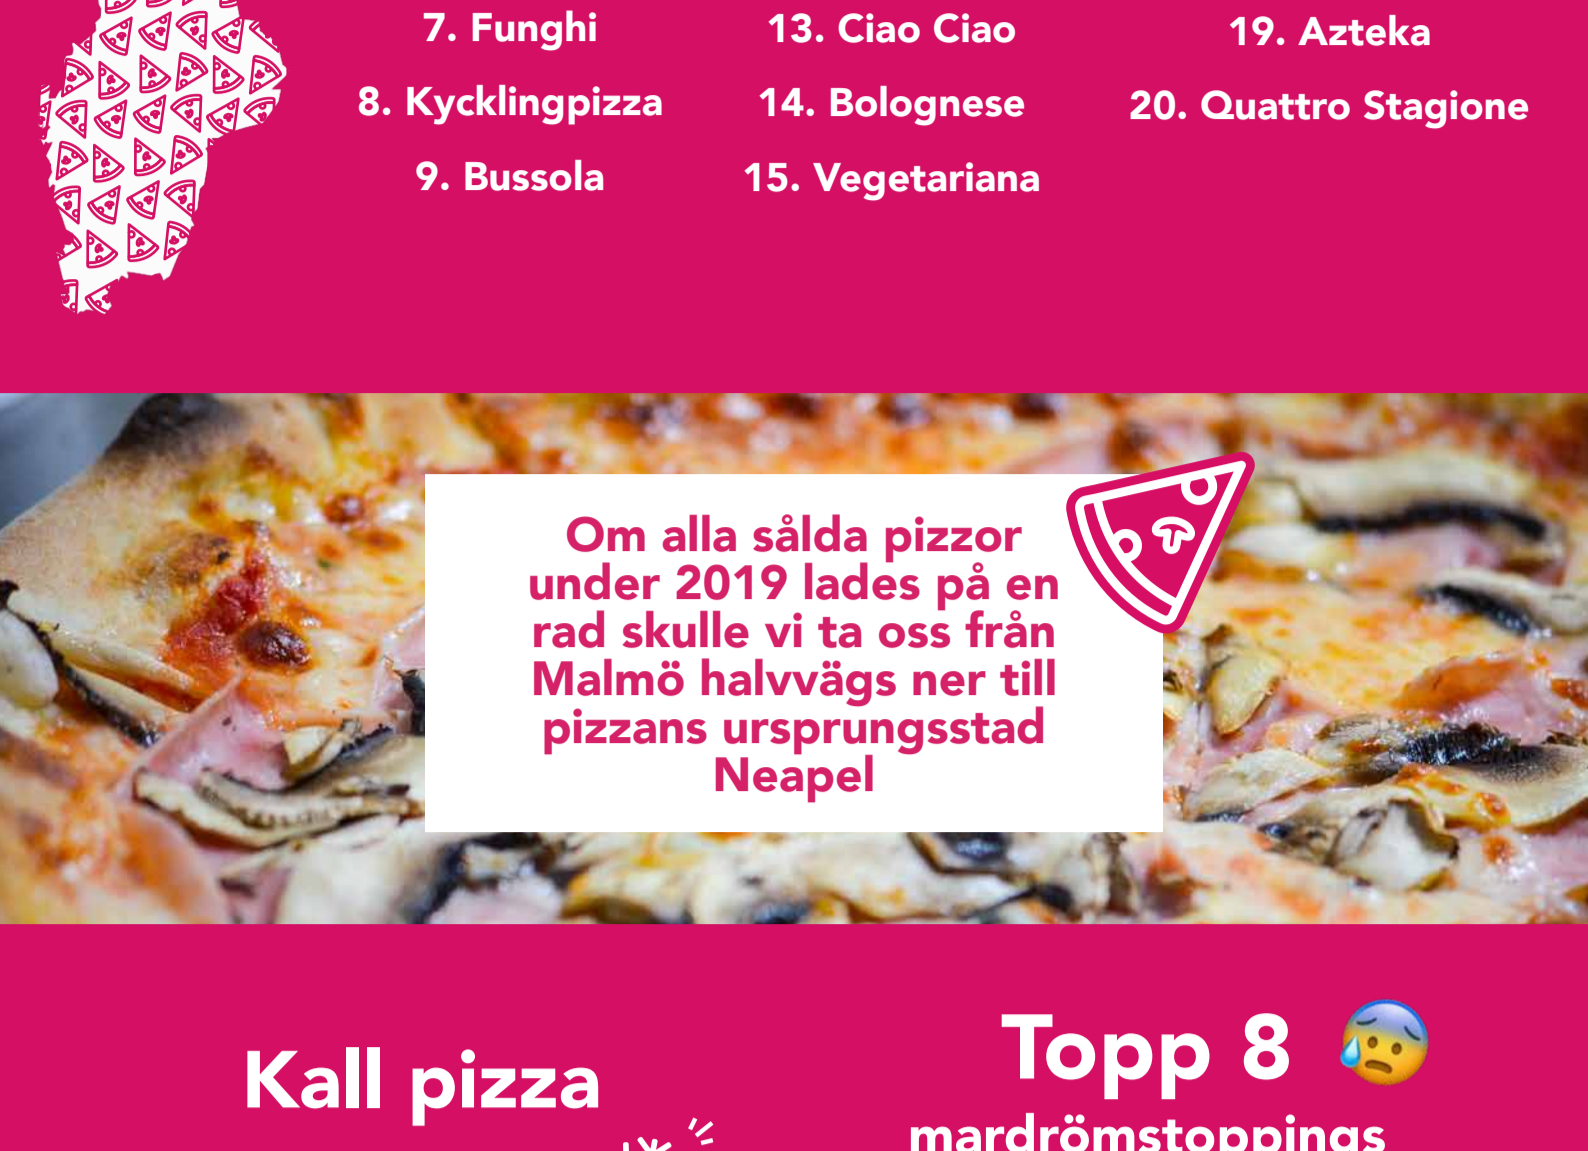 7. Funghi
8. Kycklingpizza
9. Bussola
13. Ciao Ciao
14. Bolognese
15. Vegetariana
19. Azteka
20. Quattro Stagione
Om alla sålda pizzor
under 2019 lades på en
rad skulle vi ta oss från
Malmö halvvägs ner till
pizzans ursprungsstad
Neapel
Kall pizza
Topp 8
mardrömstoppings